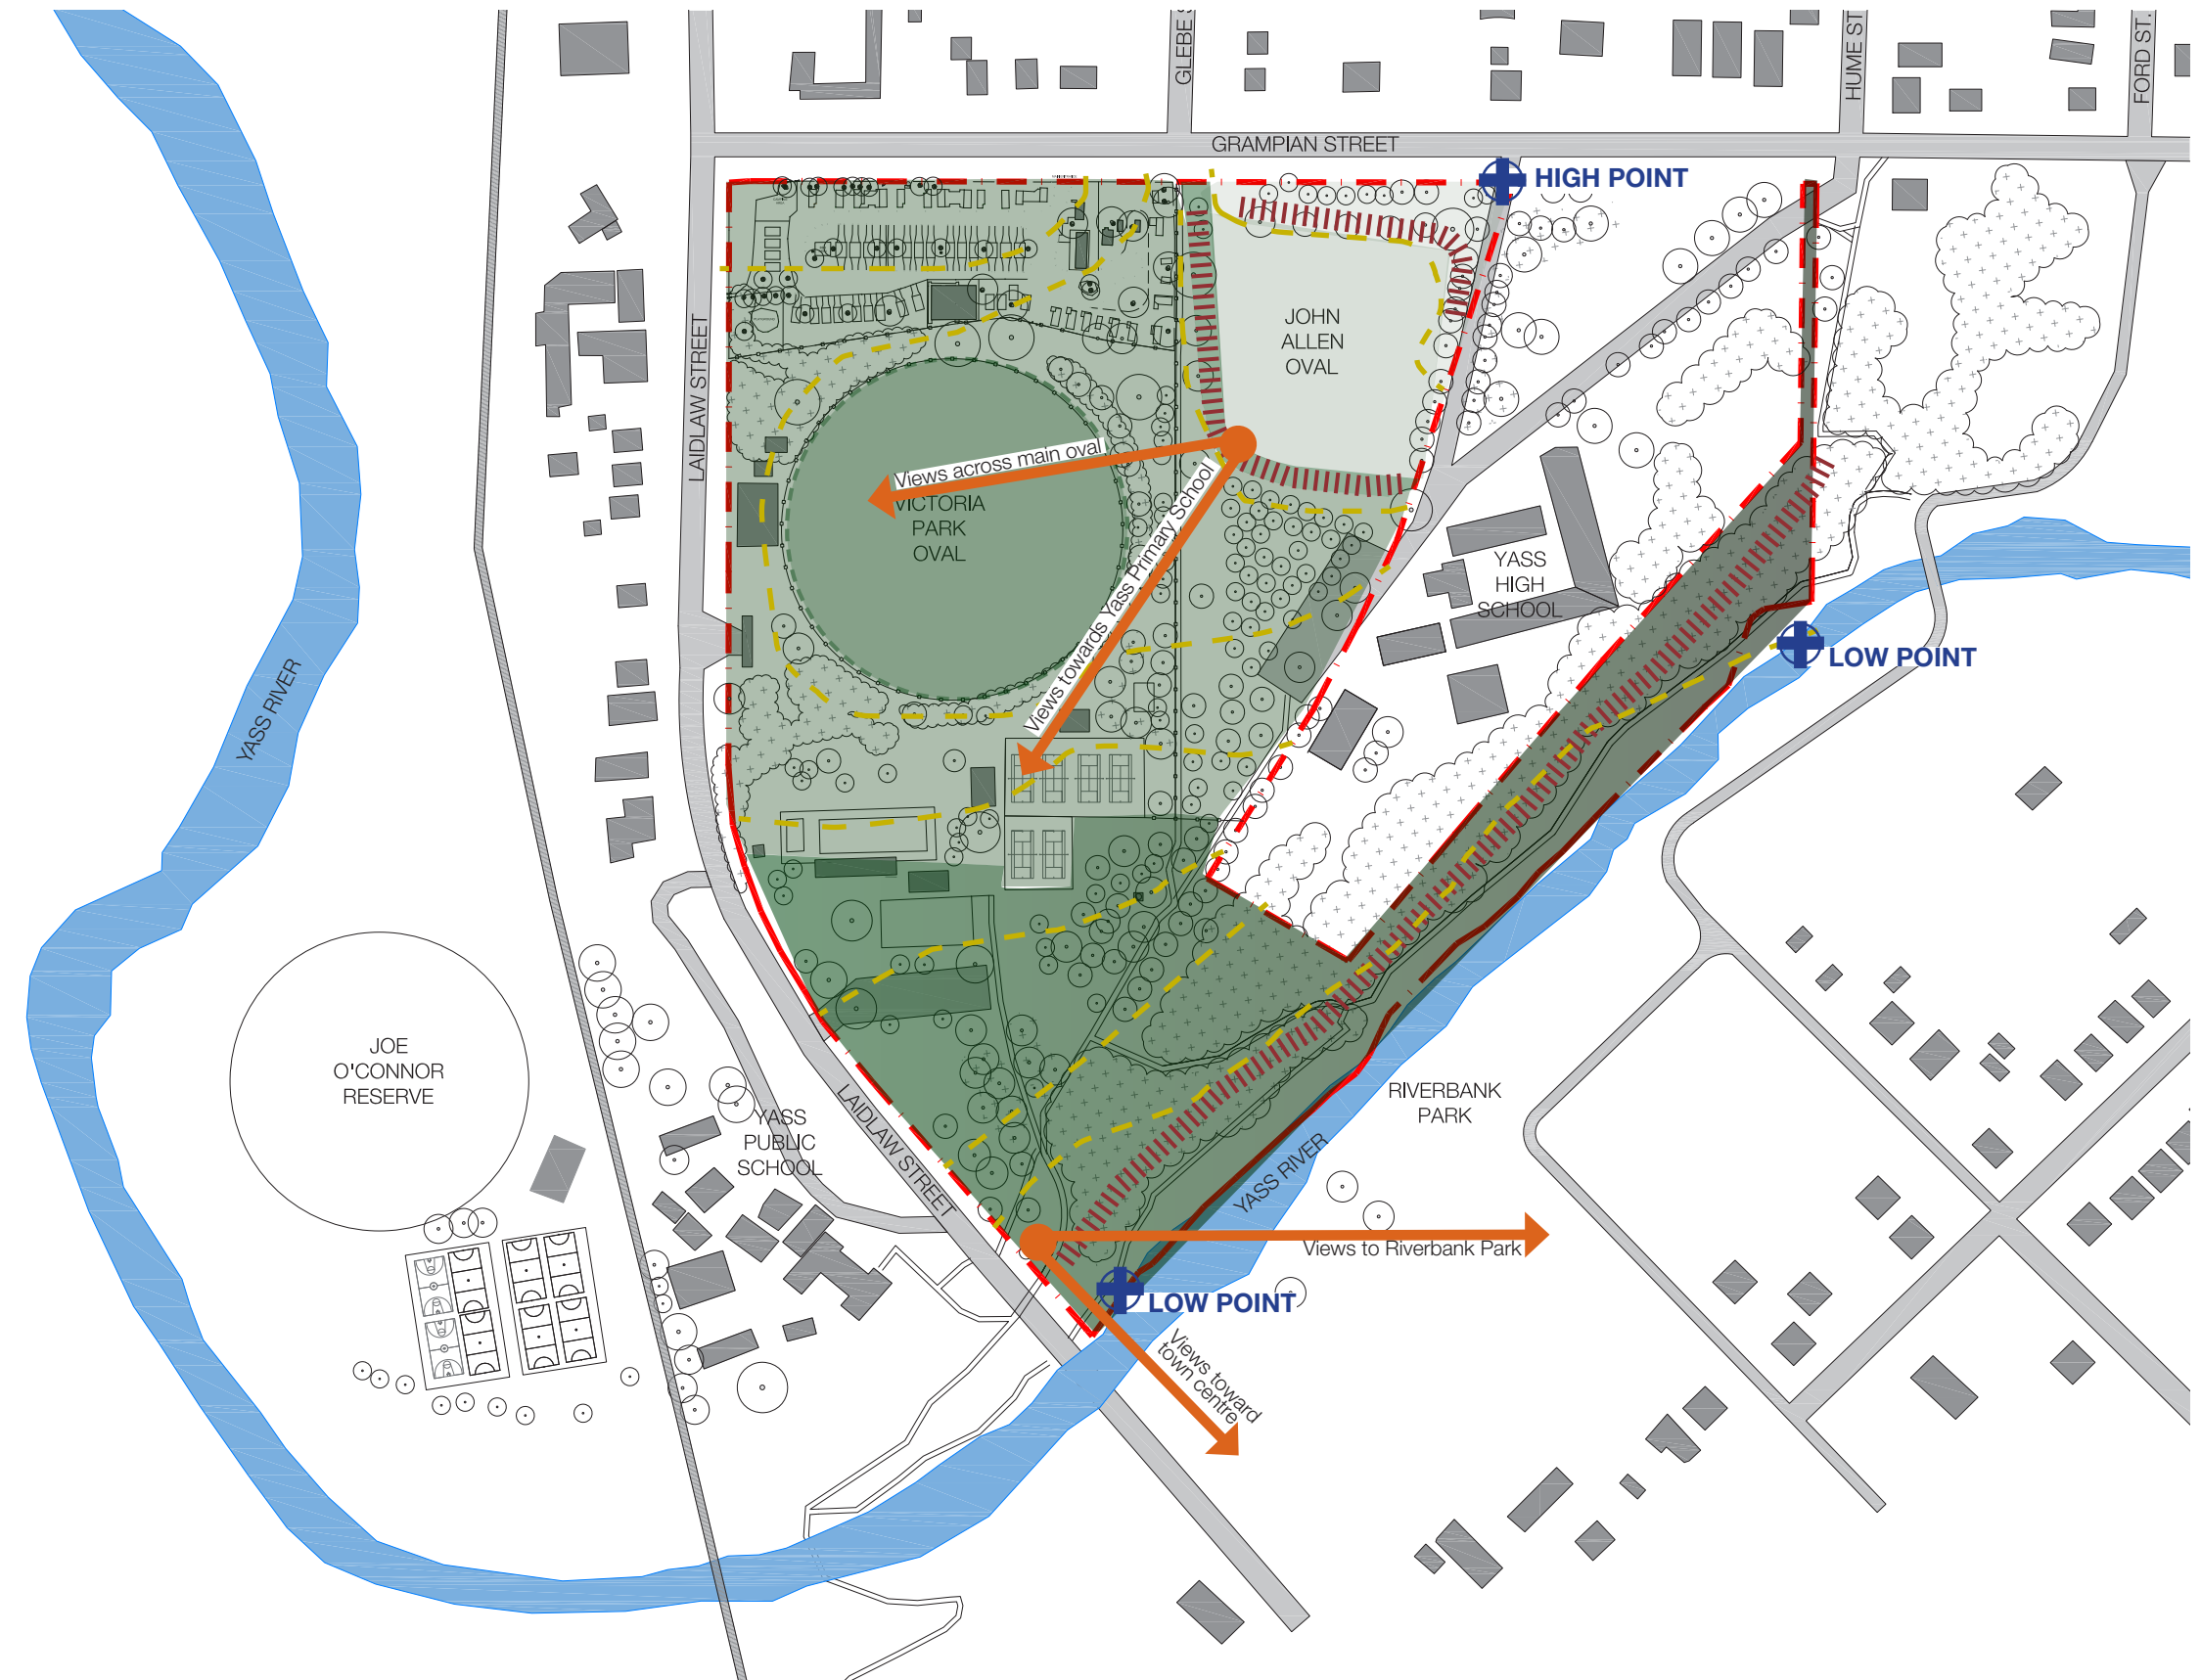 GLEBE S
HUME ST.
FORD ST.
GRAMPIAN STREET
HIGH POINT
JOHN
ALLEN
OVAL
LAIDLAW STREET
Views across main oval
VICTORIA
PARK
OVAL
Views towards Yass Primary School
YASS
HIGH
SCHOOL
LOW POINT
YASS RIVER
JOE
O'CONNOR
RESERVE
YASS
PUBLIC
SCHOOL
LAIDLAW STREET
RIVERBANK
PARK
YASS RIVER
Views to Riverbank Park
LOW POINT
Views toward
town centre